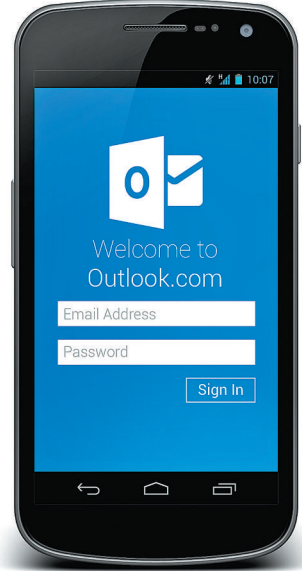 H
10:07
O
Welcome to
Outlook.com
Email Address
Password
Sign In